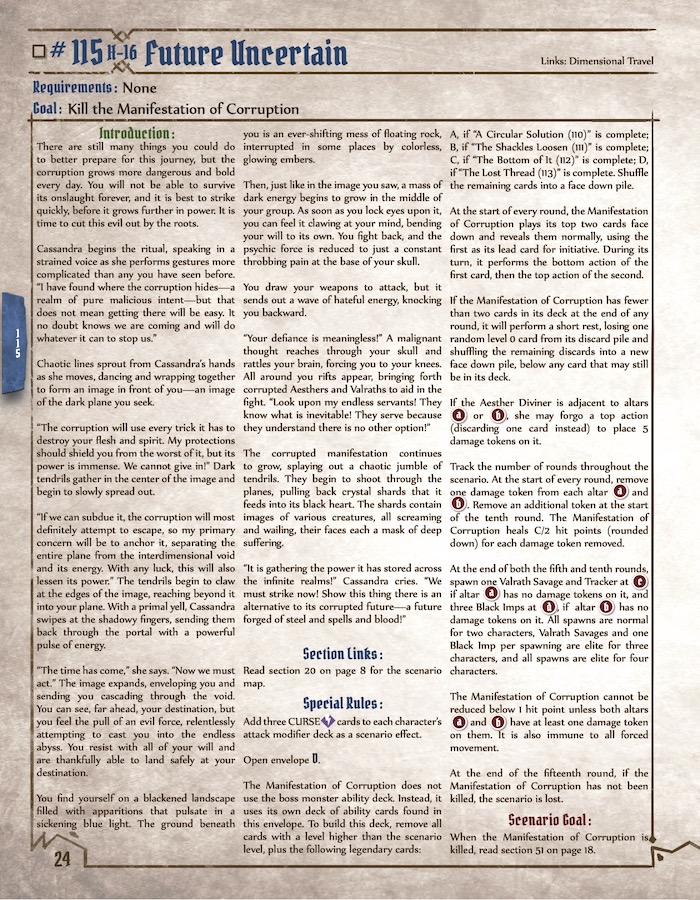 #115 H-16 Future Uncertain
Links: Dimensional Travel
Requirements: None
Goal: Kill the Manifestation of Corruption
Introduction:
There are still many things you could do
to better prepare for this journey, but the
corruption grows more dangerous and bold
every day. You will not be able to survive
its onslaught forever, and it is best to strike
quickly, before it grows further in power. It is
time to cut this evil out by the roots.
Cassandra begins the ritual, speaking in a
strained voice as she performs gestures more
complicated than any you have seen before.
"I have found where the corruption hides—a
realm of pure malicious intent—but that
does not mean getting there will be easy. It
no doubt knows we are coming and will do
whatever it can to stop us."
Chaotic lines sprout from Cassandra's hands
as she moves, dancing and wrapping together
to form an image in front of you—an image
of the dark plane you seek.
"The corruption will use every trick it has to
destroy your flesh and spirit. My protections
should shield you from the worst of it, but its
power is immense. We cannot give in!" Dark
tendrils gather in the center of the image and
begin to slowly spread out.
"If we can subdue it, the corruption will most
definitely attempt to escape, so my primary
concern will be to anchor it, separating the
entire plane from the interdimensional void
and its energy. With any luck, this will also
lessen its power." The tendrils begin to claw
at the edges of the image, reaching beyond it
into your plane. With a primal yell, Cassandra
swipes at the shadowy fingers, sending them
back through the portal with a powerful
pulse of energy.
"The time has come," she says. "Now we must
act." The image expands, enveloping you and
sending you cascading through the void.
You can see, far ahead, your destination, but
you feel the pull of an evil force, relentlessly
attempting to cast you into the endless
abyss. You resist with all of your will and
are thankfully able to land safely at your
destination.
You find yourself on a blackened landscape
filled with apparitions that pulsate in a
sickening blue light. The ground beneath
you is an ever-shifting mess of floating rock,
interrupted in some places by colorless,
glowing embers.
Then, just like in the image you saw, a mass of
dark energy begins to grow in the middle of
your group. As soon as you lock eyes upon it,
you can feel it clawing at your mind, bending
your will to its own. You fight back, and the
psychic force is reduced to just a constant
throbbing pain at the base of your skull.
You draw your weapons to attack, but it
sends out a wave of hateful energy, knocking
you backward.
"Your defiance is meaningless!" A malignant
thought reaches through your skull and
rattles your brain, forcing you to your knees.
All around you rifts appear, bringing forth
corrupted Aesthers and Valraths to aid in the
fight. "Look upon my endless servants! They
know what is inevitable! They serve because
they understand there is no other option!"
The corrupted manifestation continues
to grow, splaying out a chaotic jumble of
tendrils. They begin to shoot through the
planes, pulling back crystal shards that it
feeds into its black heart. The shards contain
images of various creatures, all screaming
and wailing, their faces each a mask of deep
suffering.
"It is gathering the power it has stored across
the infinite realms!" Cassandra cries. "We
must strike now! Show this thing there is an
alternative to its corrupted future—a future
forged of steel and spells and blood!"
Section Links:
Read section 20 on page 8 for the scenario
map.
Special Rules:
Add three CURSE cards to each character's
attack modifier deck as a scenario effect.
Open envelope
The Manifestation of Corruption does not
use the boss monster ability deck. Instead, it
uses its own deck of ability cards found in
this envelope. To build this deck, remove all
cards with a level higher than the scenario
level, plus the following legendary cards:
A, if "A Circular Solution (110)" is complete;
B, if "The Shackles Loosen (111)" is complete;
C, if "The Bottom of It (112)" is complete; D,
if "The Lost Thread (113)" is complete. Shuffle
the remaining cards into a face down pile.
At the start of every round, the Manifestation
of Corruption plays its top two cards face
down and reveals them normally, using the
first as its lead card for initiative. During its
turn, it performs the bottom action of the
first card, then the top action of the second.
If the Manifestation of Corruption has fewer
than two cards in its deck at the end of any
round, it will perform a short rest, losing one
random level 0 card from its discard pile and
shuffling the remaining discards into a new
face down pile, below any card that may still
be in its deck.
If the Aesther Diviner is adjacent to altars
a or b, she may forgo a top action
(discarding one card instead) to place 5
damage tokens on it.
Track the number of rounds throughout the
scenario. At the start of every round, remove
one damage token from each altar a and
b. Remove an additional token at the start
of the tenth round. The Manifestation of
Corruption heals C/2 hit points (rounded
down) for each damage token removed.
At the end of both the fifth and tenth rounds,
spawn one Valrath Savage and Tracker at c
if altar a has no damage tokens on it, and
three Black Imps at d, if altar b has no
damage tokens on it. All spawns are normal
for two characters, Valrath Savages and one
Black Imp per spawning are elite for three
characters, and all spawns are elite for four
characters.
The Manifestation of Corruption cannot be
reduced below 1 hit point unless both altars
a and b have at least one damage token
on them. It is also immune to all forced
movement.
At the end of the fifteenth round, if the
Manifestation of Corruption has not been
killed, the scenario is lost.
Scenario Goal:
When the Manifestation of Corruption is
killed, read section 51 on page 18.
115
24